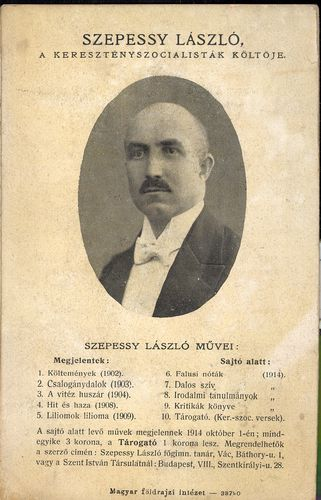 SZEPESSY LÁSZLÓ,
A KERESZTÉNYSZOCIALISTÁK KÖLTÖJE.
SZEPESSY LÁSZLÓ MŰVEI:
Megjelentek:
1. Költemények (1902).
2. Csalogánydalok (1903).
3. A vitéz huszár (1904).
4. Hit és haza (1908).
5. Liliomok lilioma (1909).
Sajtó alatt:
6. Falusi nóták (1914).
7. Dalos szív „
8. Irodalmi tanulmányok „
9. Kritikák könyve „
10. Tárogató. (Ker.-szoc. versek).
A sajtó alatt levő művek megjelennek 1914 október 1-én; mind-
egyike 3 korona, a Tárogató 1 korona lesz. Megrendelhetők
a szerző címén: Szepessy László főgimn. tanár, Vác, Báthory-u. 1,
vagy a Szent István Társulatnál: Budapest, VIII., Szentkirályi-u. 28.
Magyar földrajzi intézet —